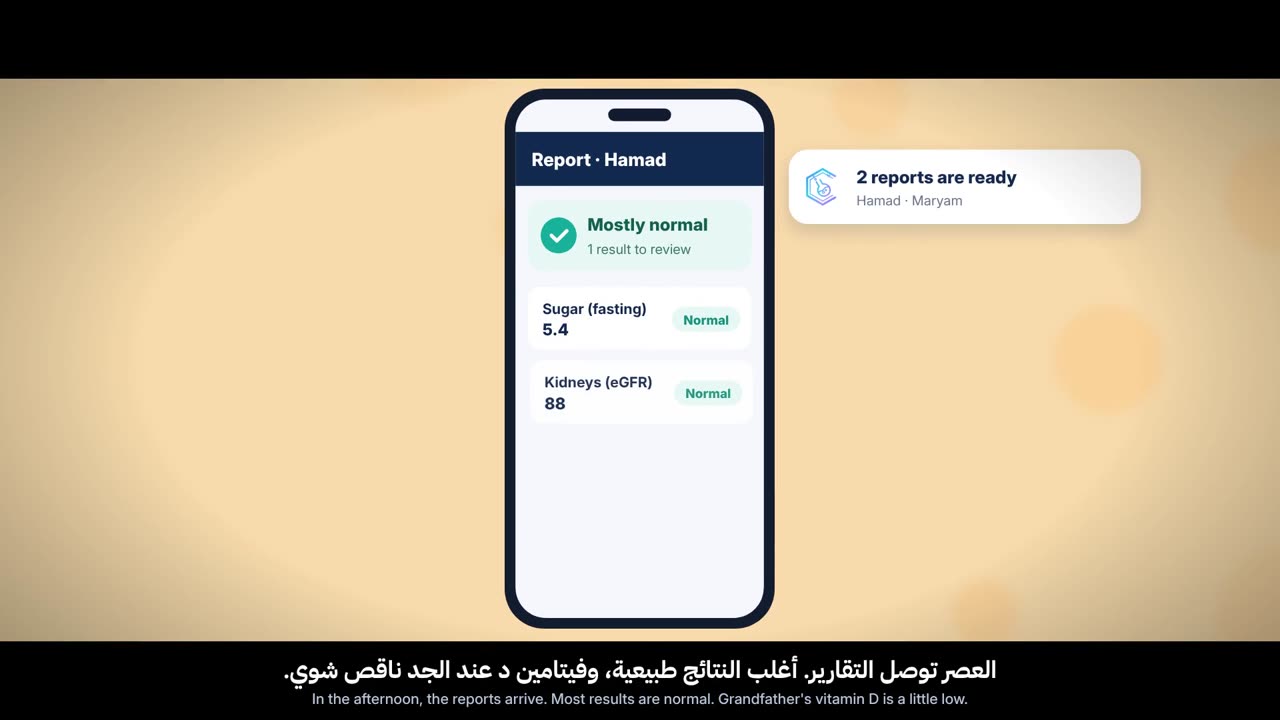 Report · Hamad
Mostly normal
1 result to review
Sugar (fasting)
5.4
Normal
Kidneys (eGFR)
88
Normal
2 reports are ready
Hamad · Maryam
العصر توصل التقارير. أغلب النتائج طبيعية، وفيتامين د عند الجد ناقص شوي.
In the afternoon, the reports arrive. Most results are normal. Grandfather's vitamin D is a little low.